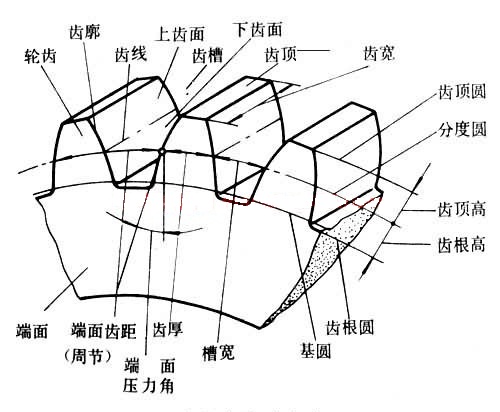 齿廓
轮齿
齿线
上齿面
齿槽
下齿面
齿顶
齿宽
齿顶圆
分度圆
齿顶高
齿根高
端面
端面齿距
(周节)
齿厚
端 面
压力角
槽宽
基圆
齿根圆